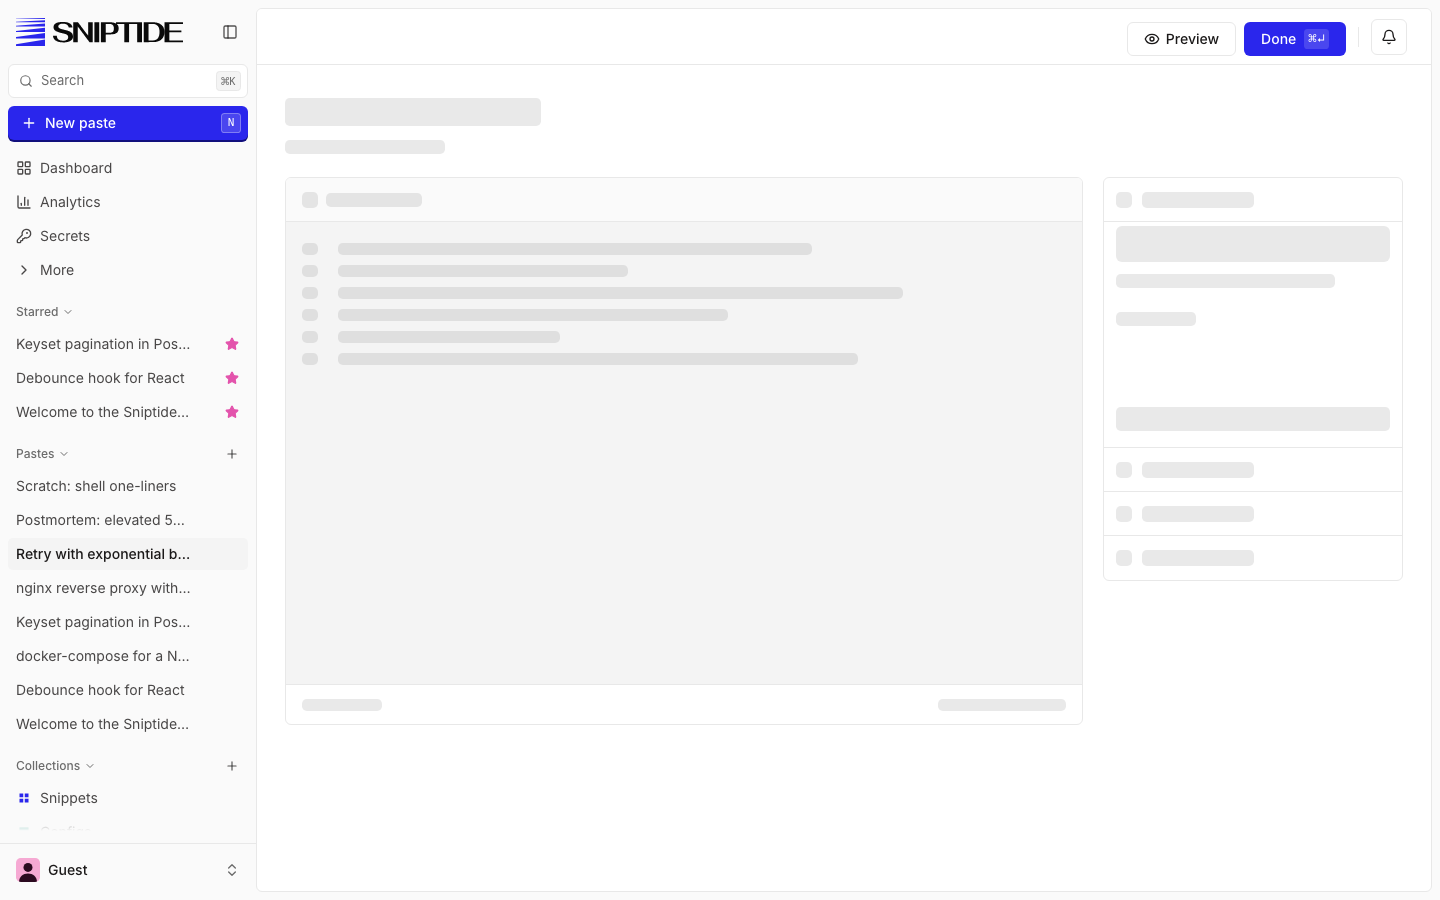 SNIPTIDE
Search ⌘K
New paste N
Dashboard
Analytics
Secrets
More
Starred
Keyset pagination in Pos...
Debounce hook for React
Welcome to the Sniptide...
Pastes
Scratch: shell one-liners
Postmortem: elevated 5...
Retry with exponential b...
nginx reverse proxy with...
Keyset pagination in Pos...
docker-compose for a N...
Debounce hook for React
Welcome to the Sniptide...
Collections
Snippets
Guest
Preview
Done ⌘↵